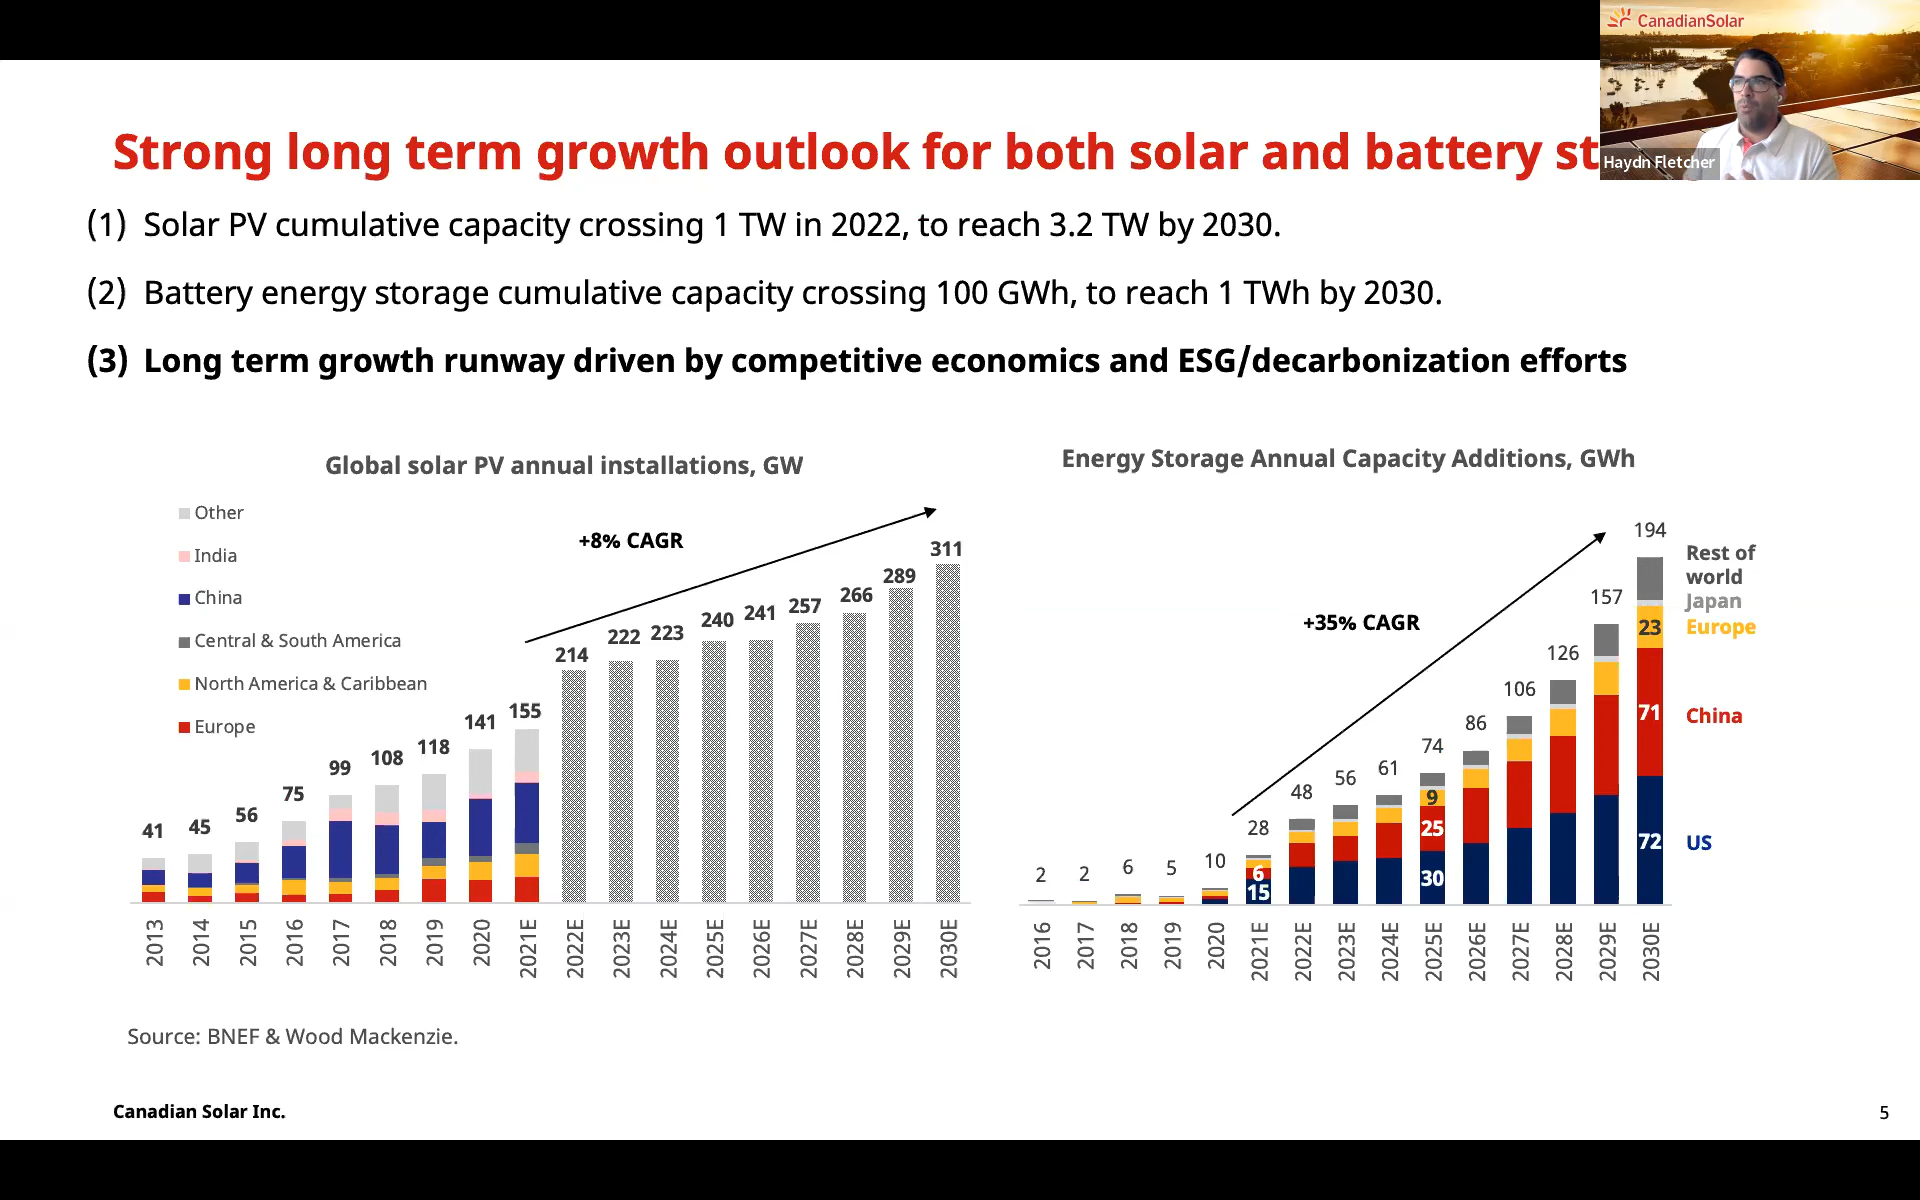 CanadianSolar
Haydn Fletcher
Strong long term growth outlook for both solar and battery st
(1) Solar PV cumulative capacity crossing 1 TW in 2022, to reach 3.2 TW by 2030.
(2) Battery energy storage cumulative capacity crossing 100 GWh, to reach 1 TWh by 2030.
(3) Long term growth runway driven by competitive economics and ESG/decarbonization efforts
Global solar PV annual installations, GW
Other
India
China
Central & South America
North America & Caribbean
Europe
+8% CAGR
41 45 56 75 99 108 118 141 155 214 222 223 240 241 257 266 289 311
2013 2014 2015 2016 2017 2018 2019 2020 2021E 2022E 2023E 2024E 2025E 2026E 2027E 2028E 2029E 2030E
Energy Storage Annual Capacity Additions, GWh
+35% CAGR
2 2 6 5 10 28 48 56 61 74 86 106 126 157 194
6
15
9
25
30
23
71
72
Rest of
world
Japan
Europe
China
US
2016 2017 2018 2019 2020 2021E 2022E 2023E 2024E 2025E 2026E 2027E 2028E 2029E 2030E
Source: BNEF & Wood Mackenzie.
Canadian Solar Inc.
5